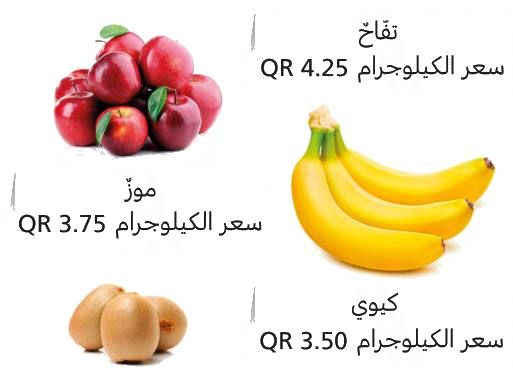 تفّاحٌ
سعر الكيلوجرام QR 4.25
موزٌ
سعر الكيلوجرام QR 3.75
كيوي
سعر الكيلوجرام QR 3.50